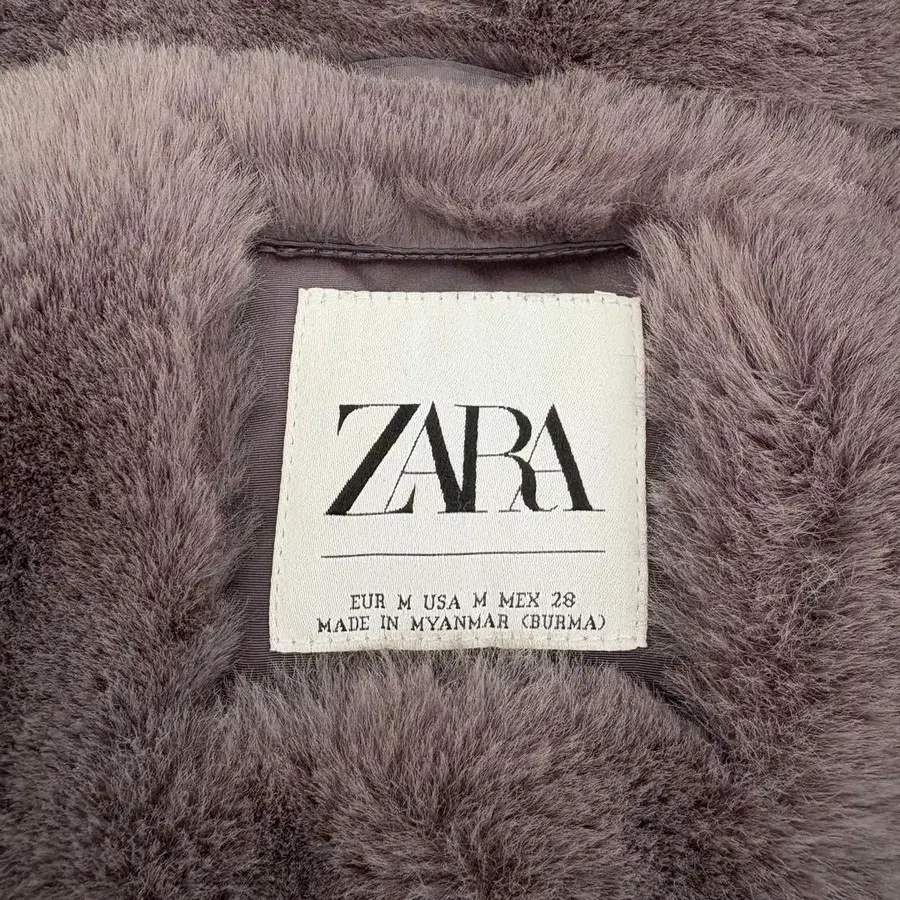 ZARA
EUR M USA M MEX 28
MADE IN MYANMAR (BURMA)